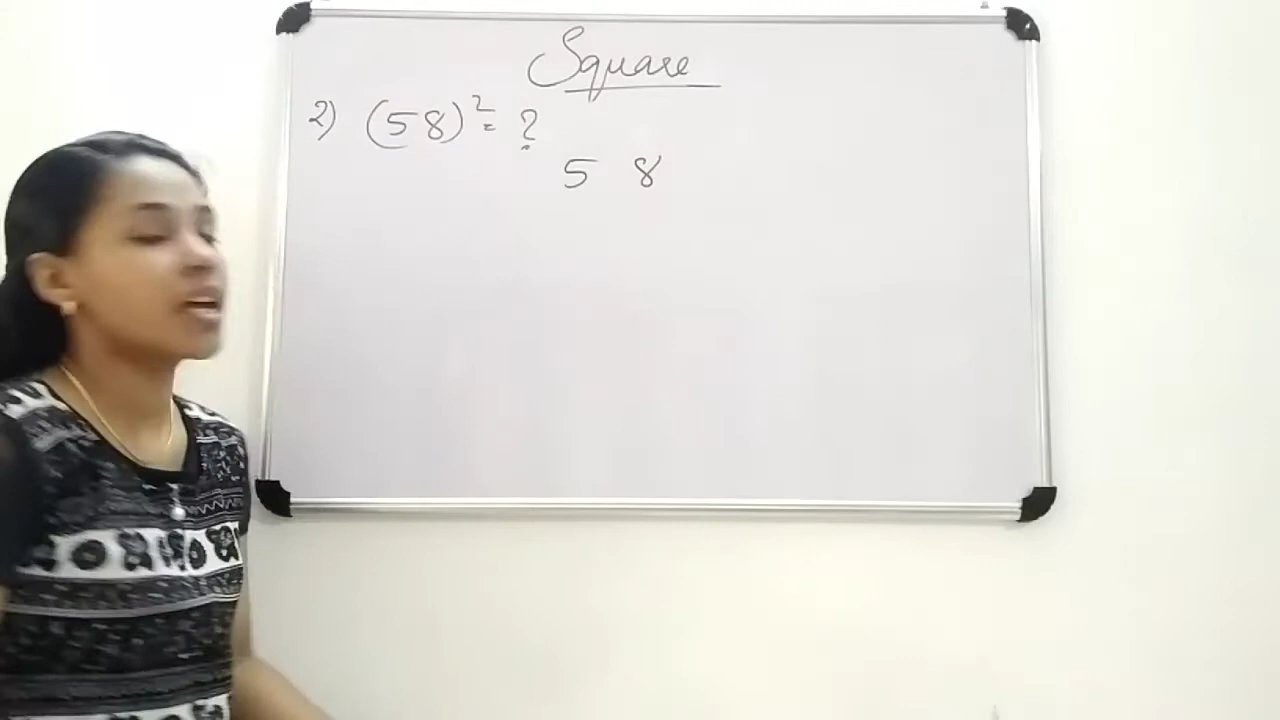 Square
2) (58)² = ?
5 8